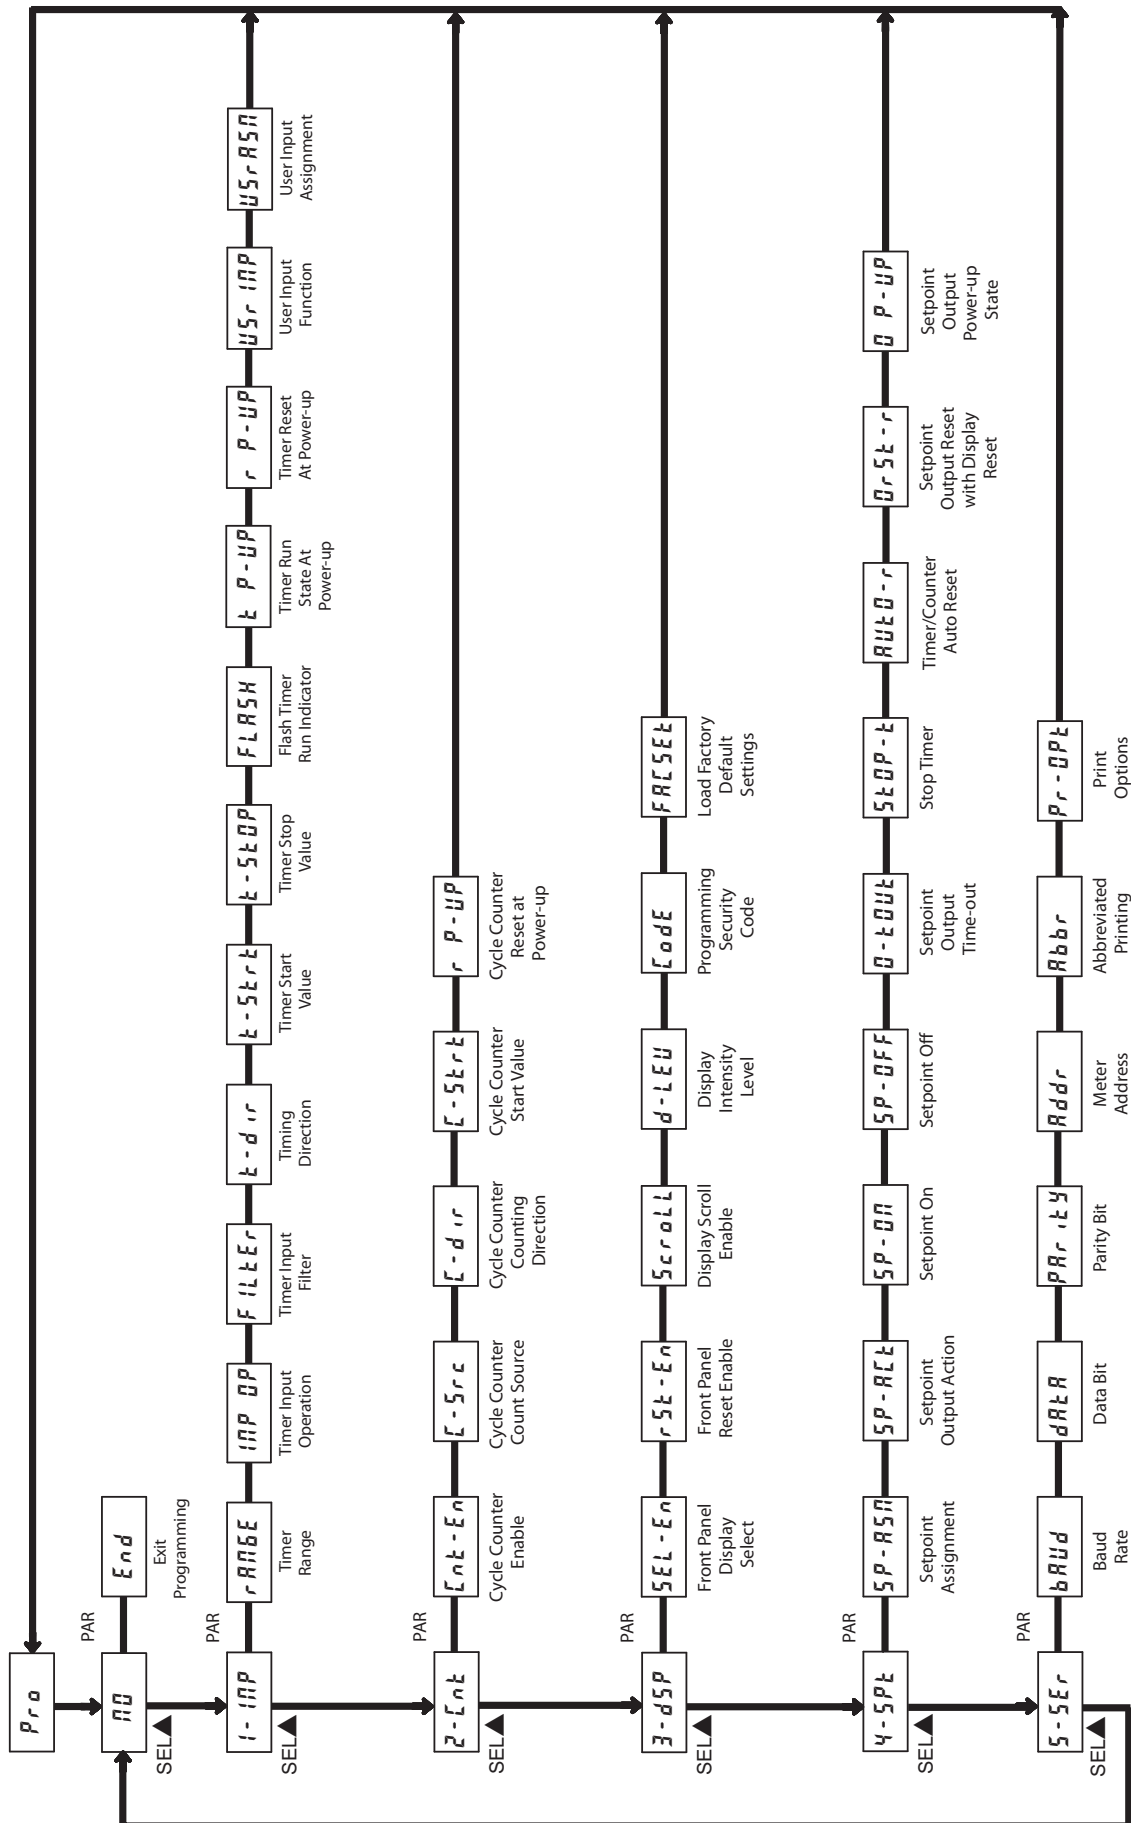 Pro
NO
SEL▲
PAR
End
Exit
Programming
1-INP
SEL▲
PAR
rANGE
Timer
Range
INP OP
Timer Input
Operation
FILtEr
Timer Input
Filter
t-dir
Timing
Direction
t-Strt
Timer Start
Value
t-StOP
Timer Stop
Value
FLASH
Flash Timer
Run Indicator
t P-UP
Timer Run
State At
Power-up
r P-UP
Timer Reset
At Power-up
USrINP
User Input
Function
USrASN
User Input
Assignment
2-Cnt
SEL▲
PAR
Cnt-En
Cycle Counter
Enable
C-Src
Cycle Counter
Count Source
C-dir
Cycle Counter
Counting
Direction
C-Strt
Cycle Counter
Start Value
r P-UP
Cycle Counter
Reset at
Power-up
3-dSP
SEL▲
PAR
SEL-En
Front Panel
Display
Select
rSt-En
Front Panel
Reset Enable
ScroLL
Display Scroll
Enable
d-LEU
Display
Intensity
Level
CodE
Programming
Security
Code
FACSEt
Load Factory
Default
Settings
4-SPt
SEL▲
PAR
SP-ASN
Setpoint
Assignment
SP-ACt
Setpoint
Output Action
SP-ON
Setpoint On
SP-OFF
Setpoint Off
O-tOUt
Setpoint
Output
Time-out
StOP-t
Stop Timer
AUtO-r
Timer/Counter
Auto Reset
OrSt-r
Setpoint
Output Reset
with Display
Reset
O P-UP
Setpoint
Output
Power-up
State
5-SEr
SEL▲
PAR
bAUd
Baud
Rate
dAtA
Data Bit
PAritY
Parity Bit
Addr
Meter
Address
Abbr
Abbreviated
Printing
Pr-OPt
Print
Options